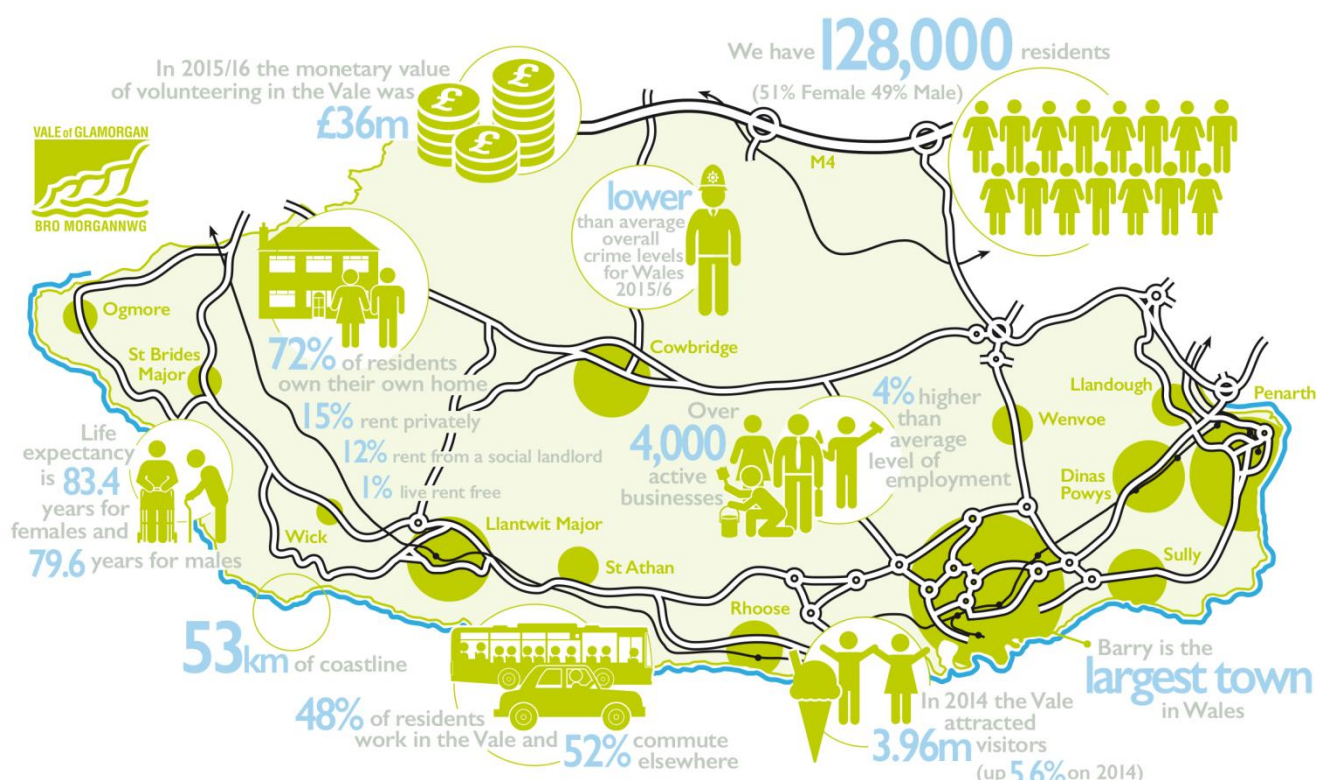 In 2015/16 the monetary value
of volunteering in the Vale was
£36m
We have 128,000 residents
(51% Female 49% Male)
VALE of GLAMORGAN
BRO MORGANNWG
££££
M4
lower
than average
overall
crime levels
for Wales
2015/6
Ogmore
St Brides
Major
72% of residents
own their own home
15% rent privately
12% rent from a social landlord
1% live rent free
Cowbridge
Over
4,000
active
businesses
4% higher
than
average
level of
employment
Llandough
Penarth
Wenvoe
Dinas
Powys
Sully
Life
expectancy
is 83.4
years for
females and
79.6 years for males
Wick
Llantwit Major
St Athan
Rhoose
53km of coastline
48% of residents
work in the Vale and 52% commute
elsewhere
In 2014 the Vale
attracted
3.96m visitors
(up 5.6% on 2014)
Barry is the
largest town
in Wales